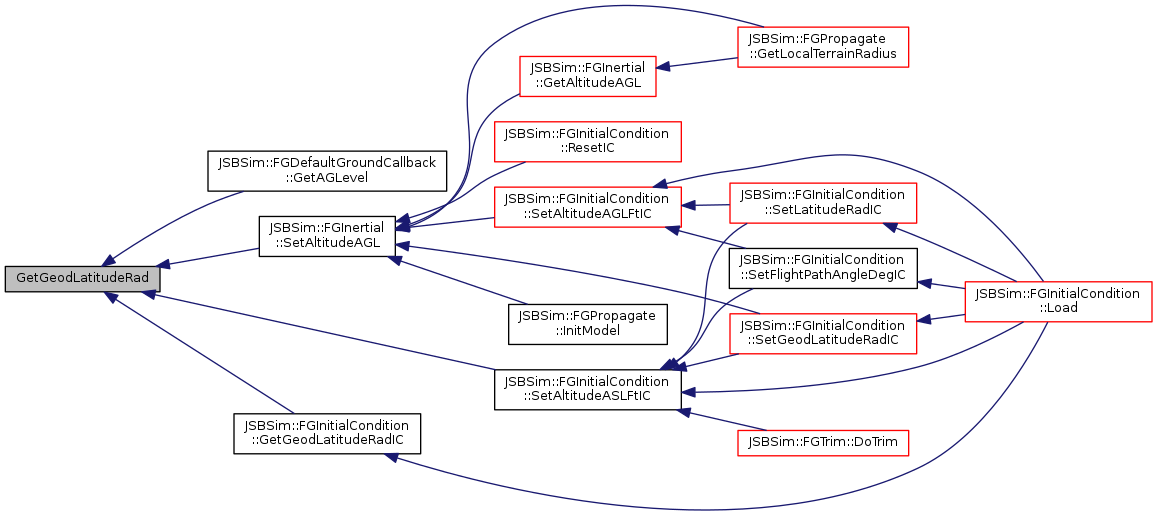 JSBSim::FGPropagate
::GetLocalTerrainRadius
JSBSim::FGInertial
::GetAltitudeAGL
JSBSim::FGInitialCondition
::ResetIC
JSBSim::FGDefaultGroundCallback
::GetAGLevel
JSBSim::FGInitialCondition
::SetAltitudeAGLFtIC
JSBSim::FGInitialCondition
::SetLatitudeRadIC
JSBSim::FGInertial
::SetAltitudeAGL
JSBSim::FGInitialCondition
::SetFlightPathAngleDegIC
GetGeodLatitudeRad
JSBSim::FGInitialCondition
::Load
JSBSim::FGPropagate
::InitModel
JSBSim::FGInitialCondition
::SetGeodLatitudeRadIC
JSBSim::FGInitialCondition
::SetAltitudeASLFtIC
JSBSim::FGInitialCondition
::GetGeodLatitudeRadIC
JSBSim::FGTrim::DoTrim